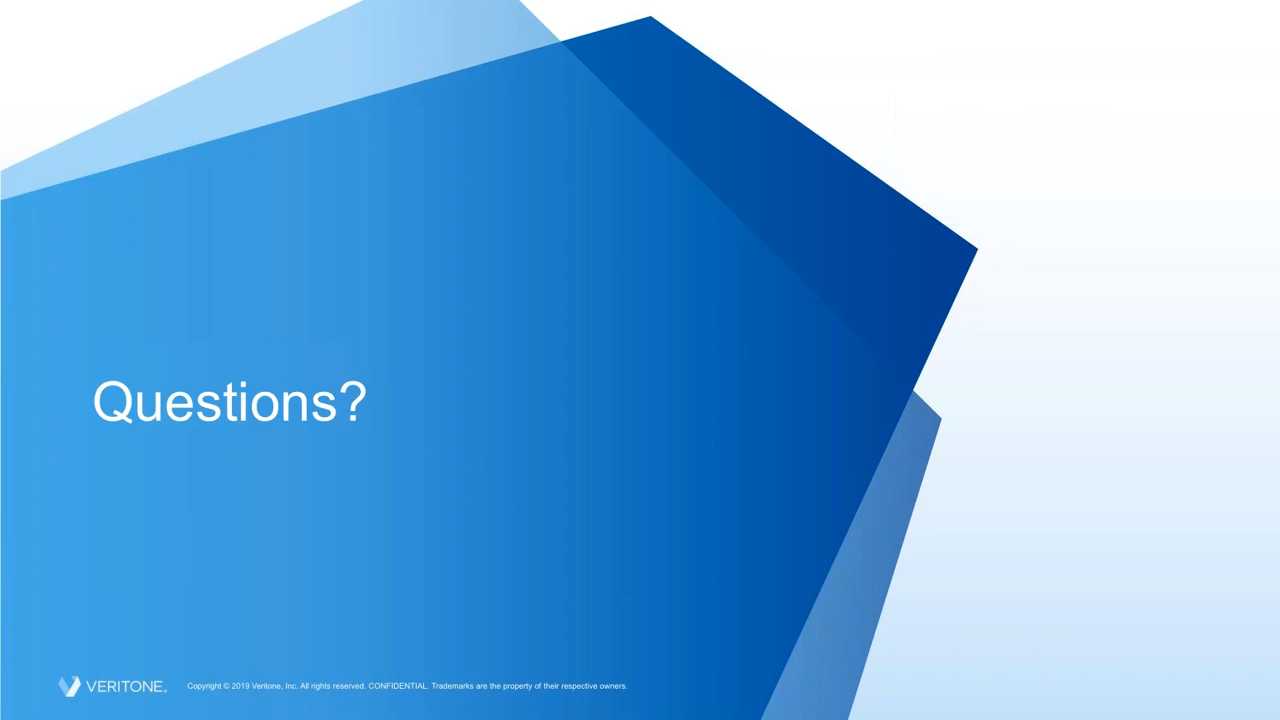 Questions?
VERITONE®
Copyright © 2019 Veritone, Inc. All rights reserved. CONFIDENTIAL. Trademarks are the property of their respective owners.